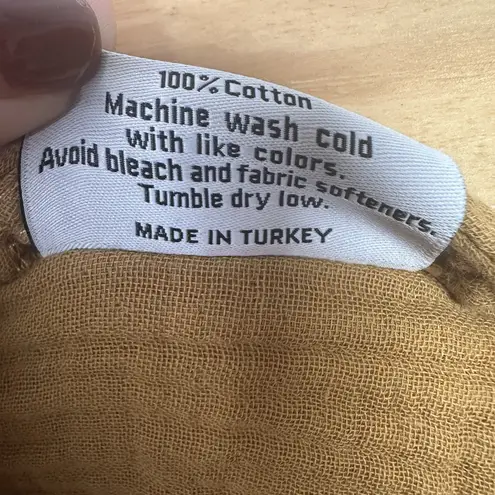 100% Cotton
Machine wash cold
with like colors.
Avoid bleach and fabric softeners.
Tumble dry low.
MADE IN TURKEY